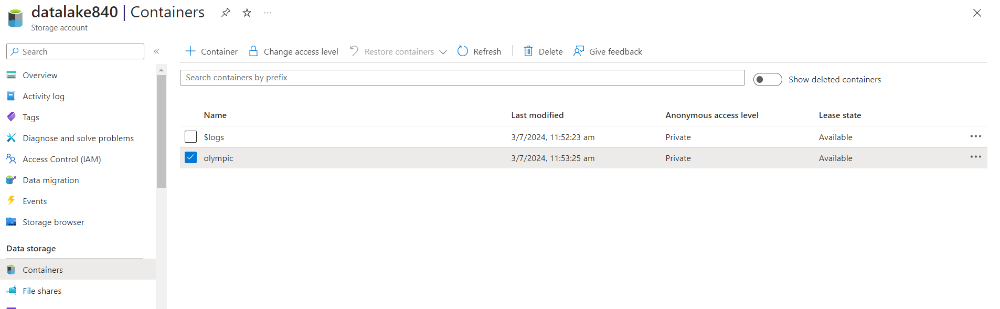 datalake840 | Containers
Storage account
Search
Overview
Activity log
Tags
Diagnose and solve problems
Access Control (IAM)
Data migration
Events
Storage browser
Data storage
Containers
File shares
Container Change access level Restore containers Refresh Delete Give feedback
Search containers by prefix
Show deleted containers
Name Last modified Anonymous access level Lease state
$logs 3/7/2024, 11:52:23 am Private Available
olympic 3/7/2024, 11:53:25 am Private Available